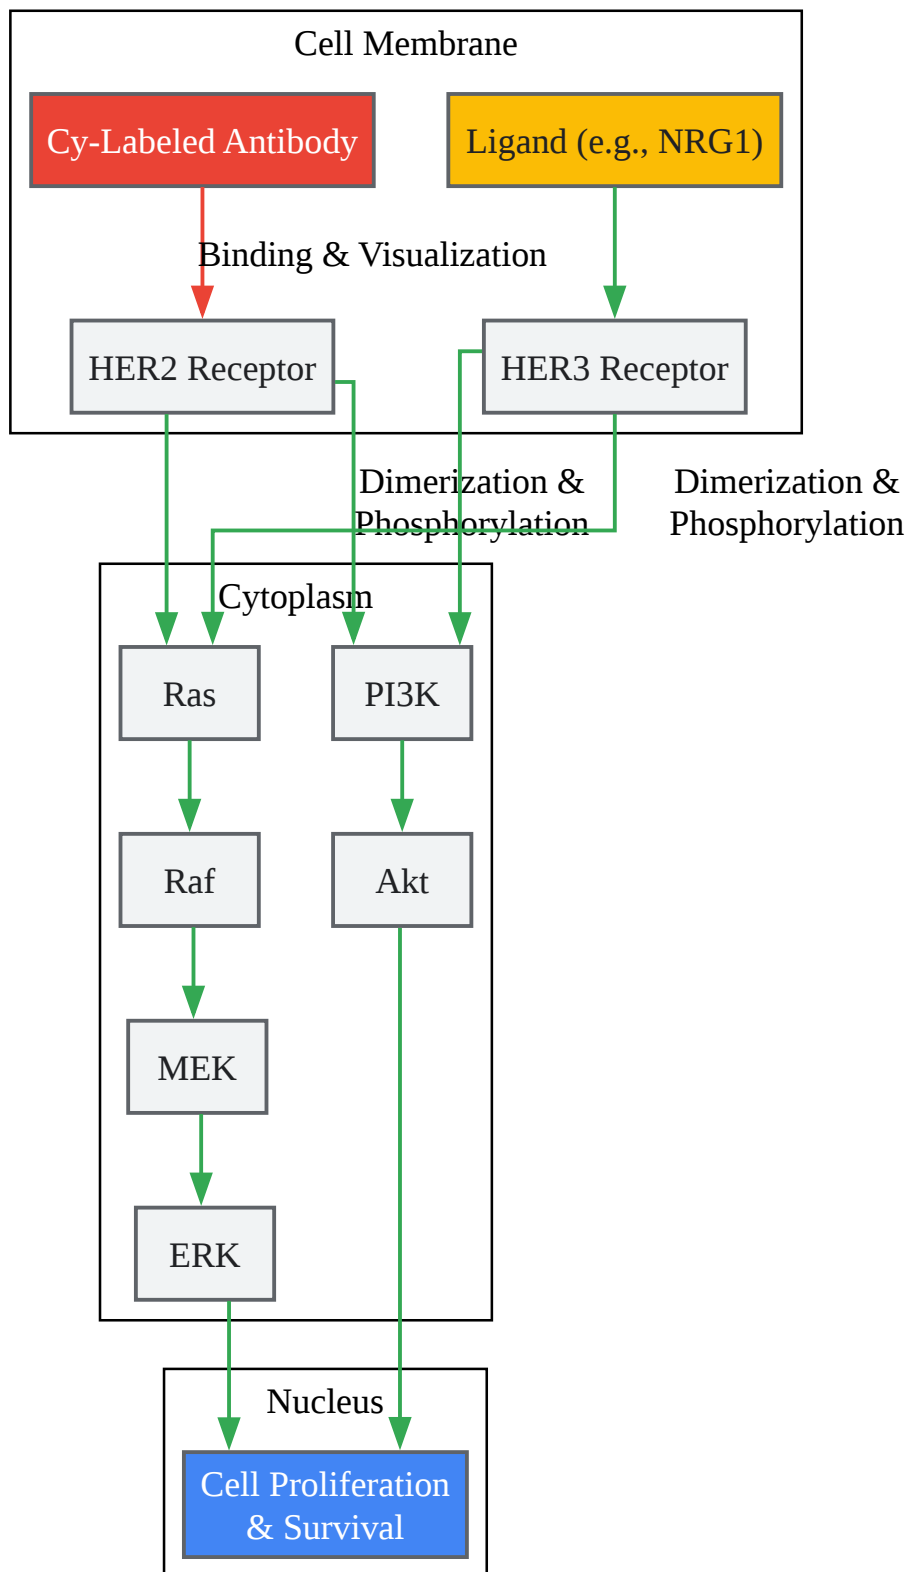 Cell Membrane
Cy-Labeled Antibody
Ligand (e.g., NRG1)
Binding & Visualization
HER2 Receptor
HER3 Receptor
Dimerization &
Phosphorylation
Dimerization &
Phosphorylation
Cytoplasm
Ras
PI3K
Raf
Akt
MEK
ERK
Nucleus
Cell Proliferation
& Survival